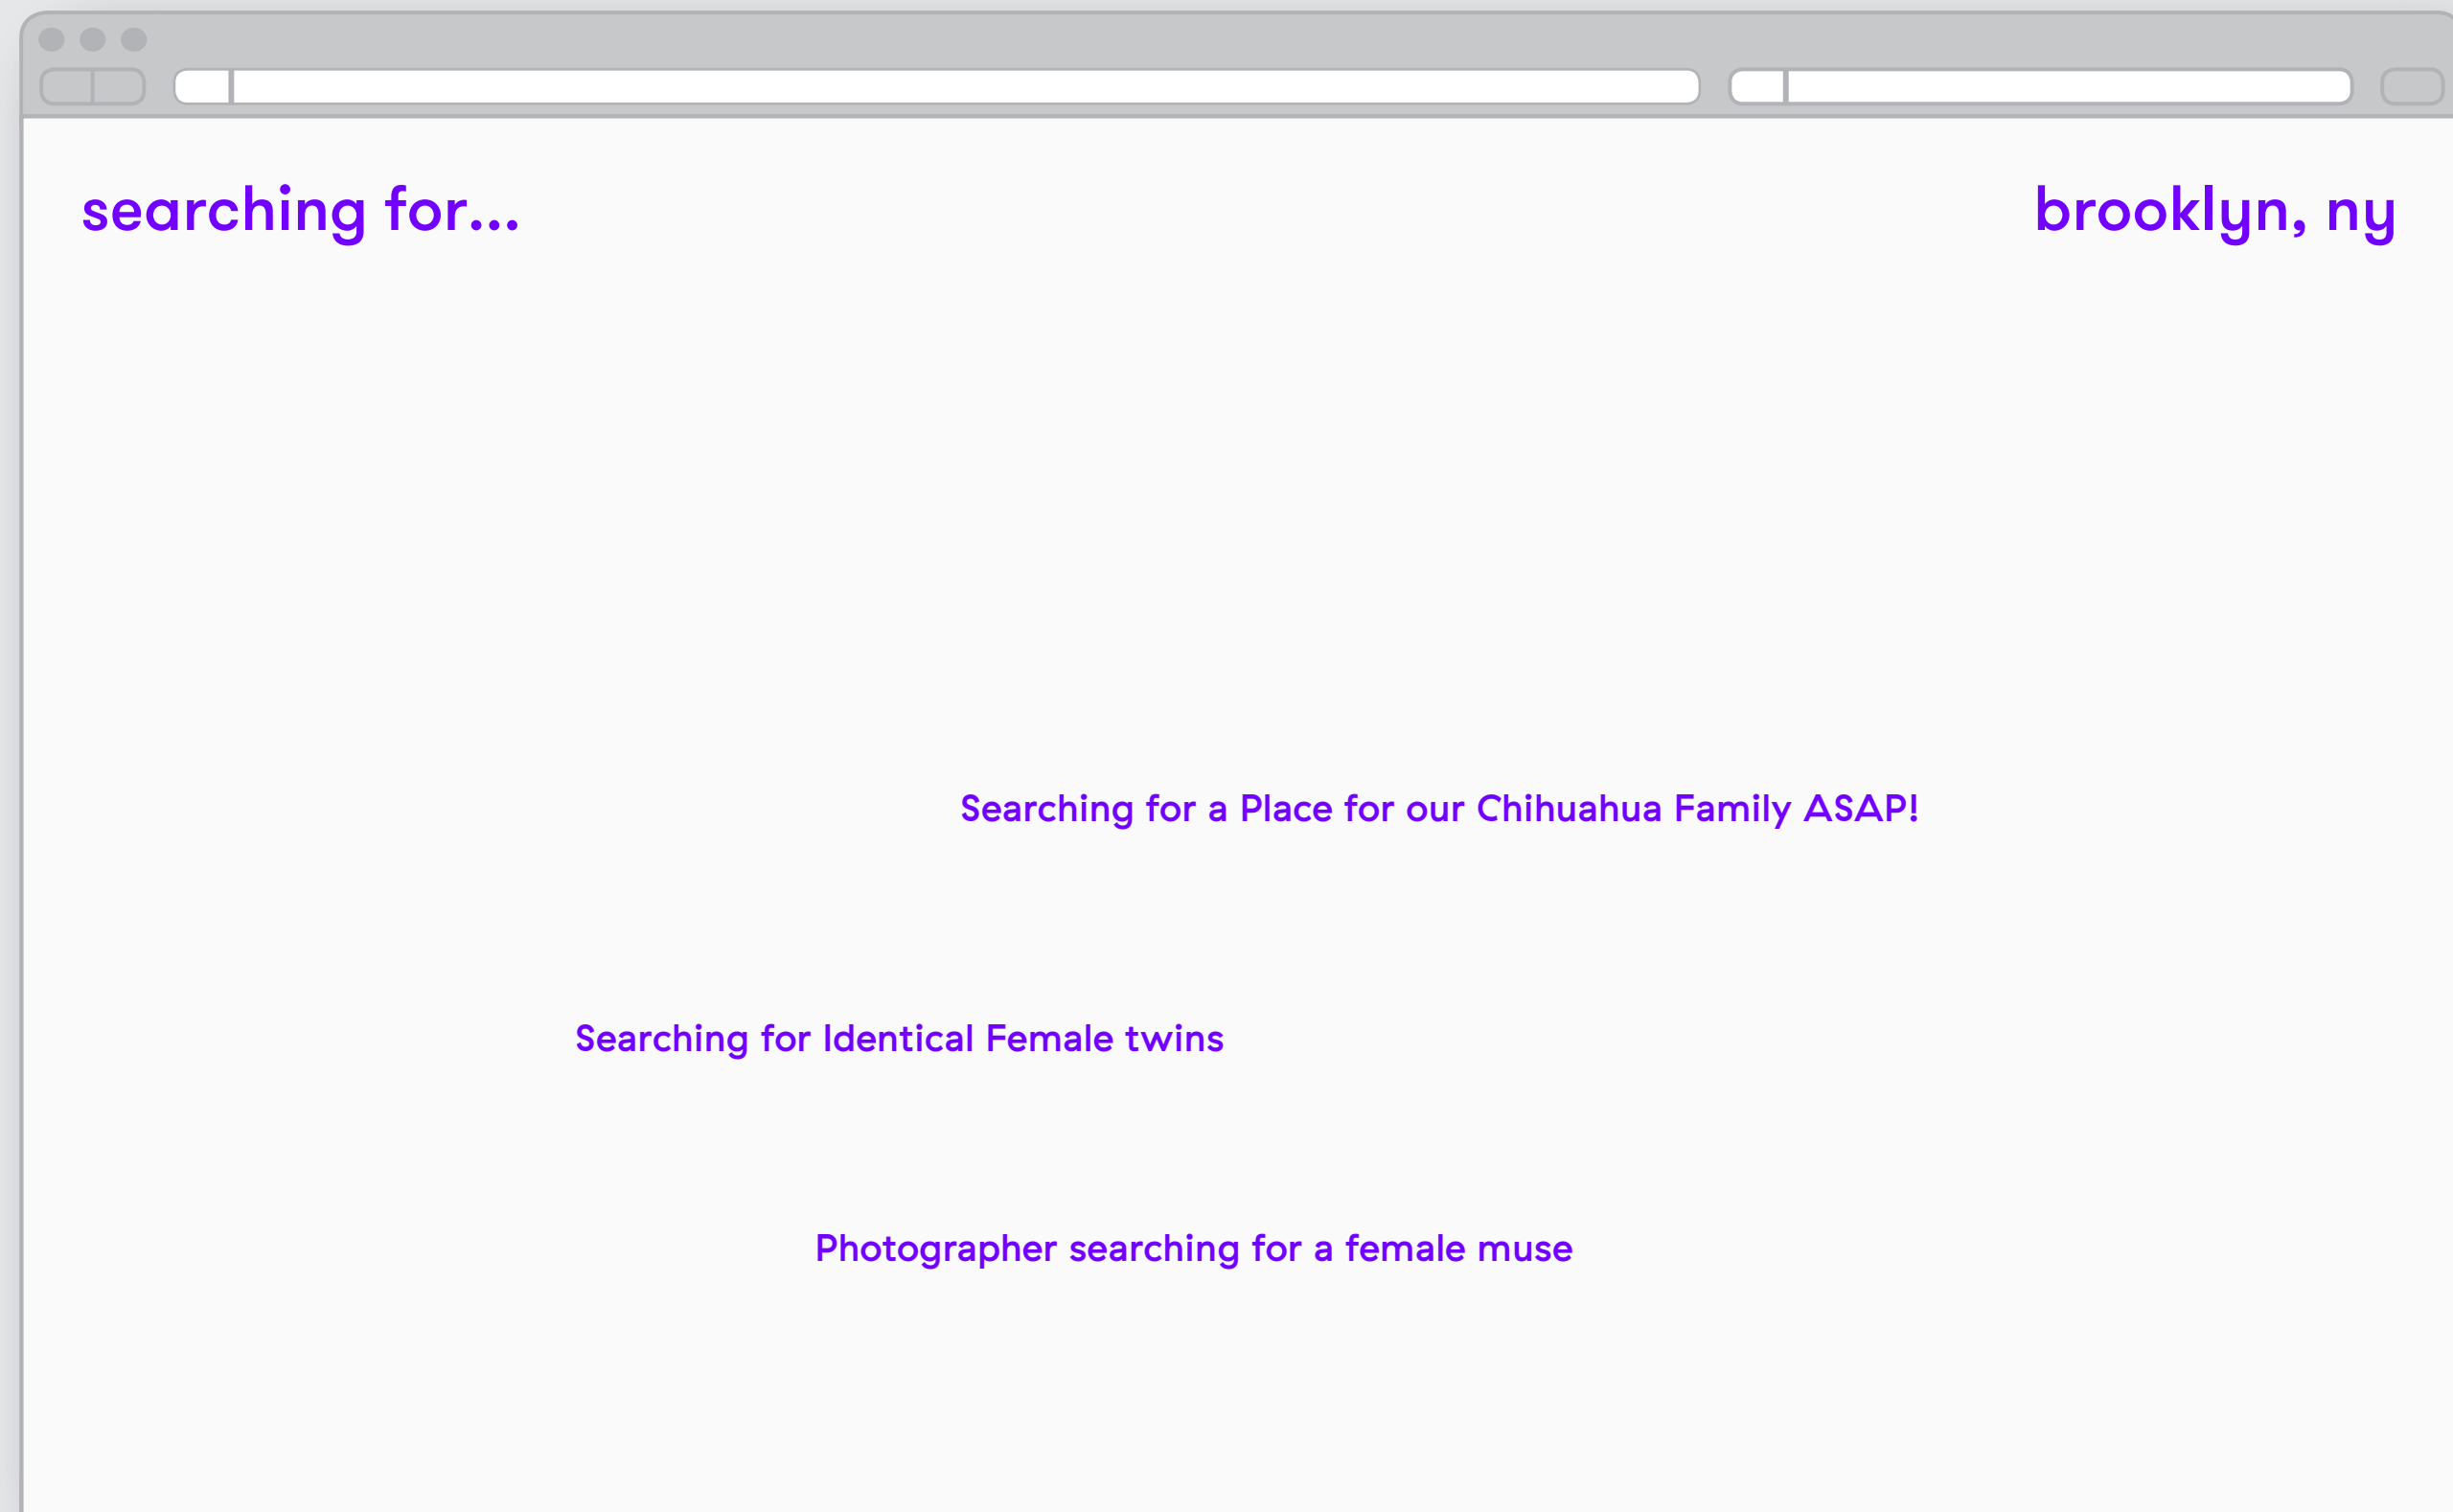 searching for...
brooklyn, ny
Searching for a Place for our Chihuahua Family ASAP!
Searching for Identical Female twins
Photographer searching for a female muse